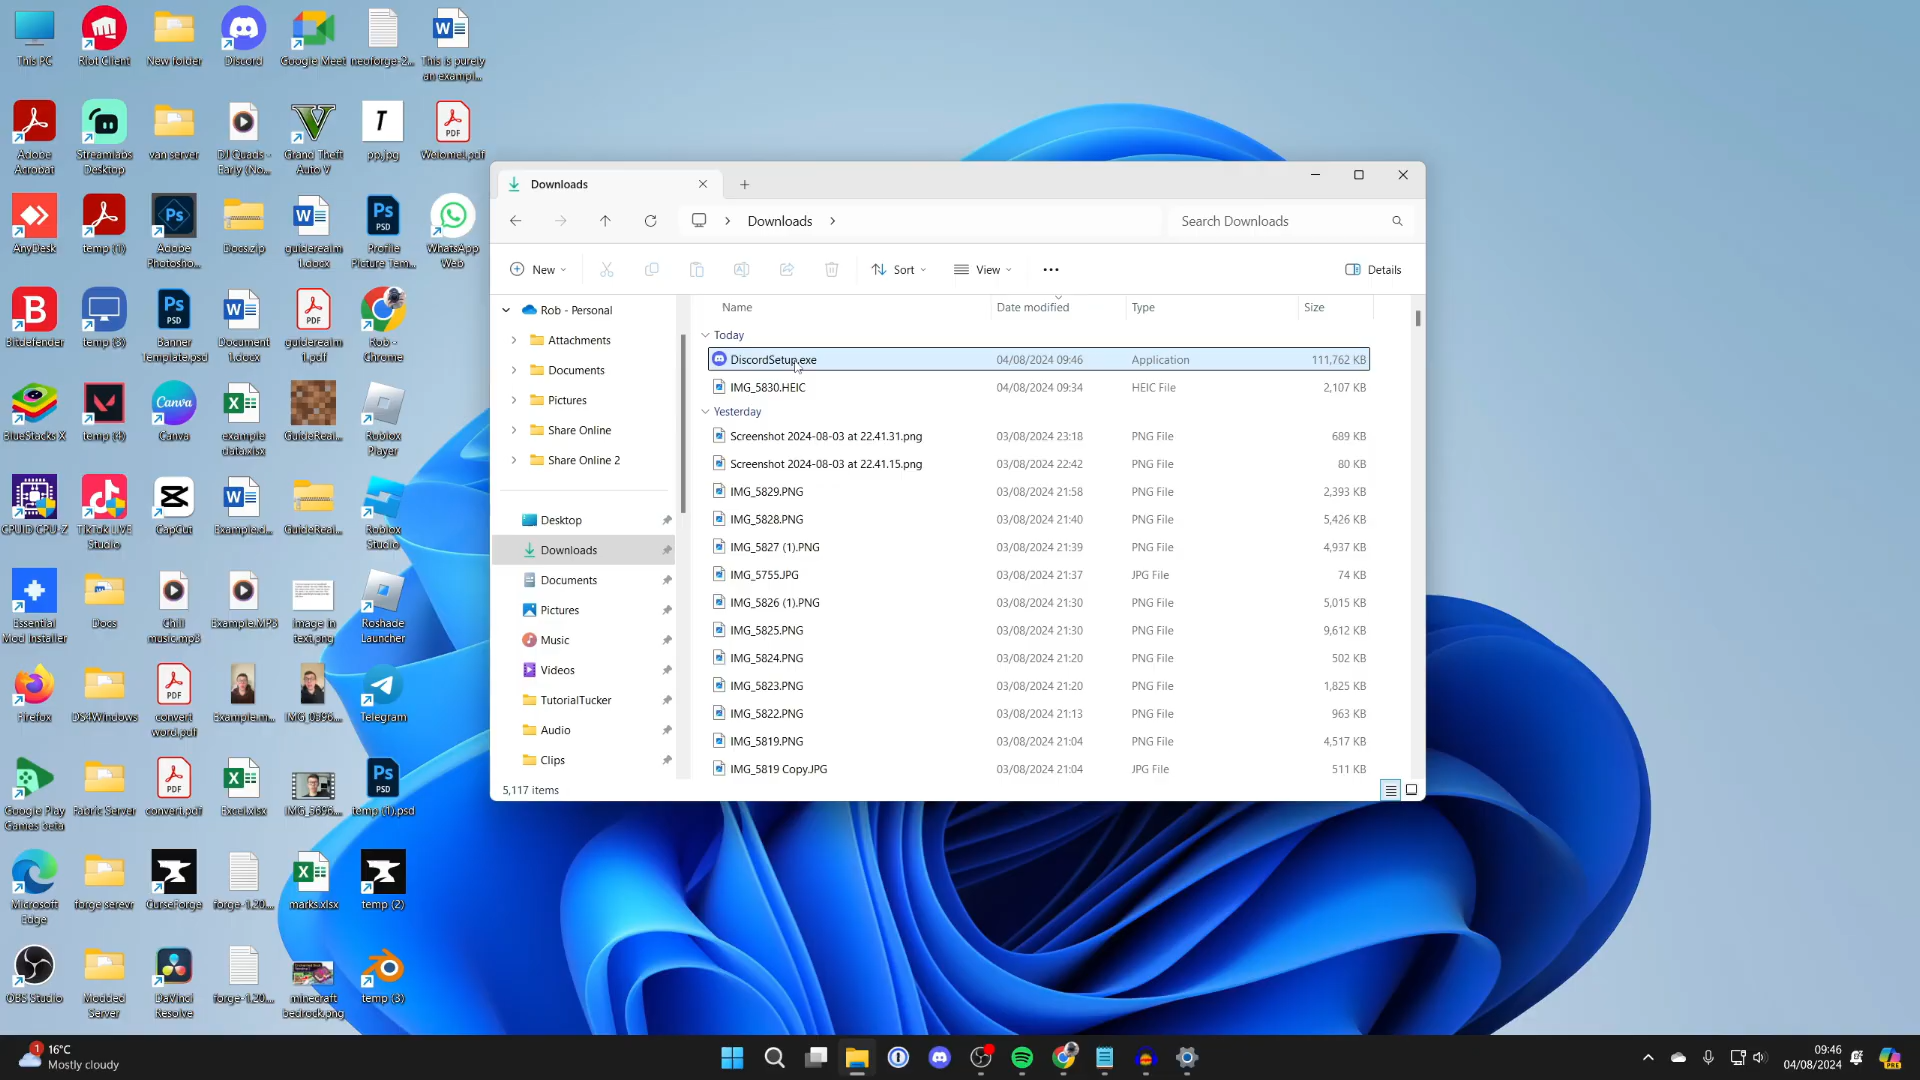 This PC
Riot Client
New folder
Discord
Google Meet
neoforge-2...
This is purely
an exampl...
Adobe
Acrobat
Streamlabs
Desktop
van server
DJ Quads -
Early (No...
Grand Theft
Auto V
pp.jpg
Welcome!.pdf
AnyDesk
temp (1)
Adobe
Photosho...
Docs.zip
guiderealm
1.docx
Profile
Picture Tem...
WhatsApp
Web
Bitdefender
temp (3)
Banner
Template.psd
Document
1.docx
guiderealm
1.pdf
Rob -
Chrome
BlueStacks X
temp (4)
Canva
example
data.xlsx
GuideReal...
Roblox
Player
CPUID CPU-Z
TikTok LIVE
Studio
CapCut
Example.d...
GuideReal...
Roblox
Studio
Essential
Mod Installer
Docs
Chill
music.mp3
Example.MP3
Image in
text.png
Roshade
Launcher
Firefox
DS4Windows
convert
word.pdf
Example.m...
IMG_0396....
Telegram
Google Play
Games beta
Fabric Server
convert.pdf
Excel.xlsx
IMG_5696....
temp (1).psd
Microsoft
Edge
forge serevr
CurseForge
forge-1.20....
marks.xlsx
temp (2)
OBS Studio
Modded
Server
DaVinci
Resolve
forge-1.20....
minecraft
bedrock.png
temp (3)
Downloads
Downloads
Search Downloads
New
Sort
View
Details
Rob - Personal
Attachments
Documents
Pictures
Share Online
Share Online 2
Desktop
Downloads
Documents
Pictures
Music
Videos
TutorialTucker
Audio
Clips
Name Date modified Type Size
Today
DiscordSetup.exe 04/08/2024 09:46 Application 111,762 KB
IMG_5830.HEIC 04/08/2024 09:34 HEIC File 2,107 KB
Yesterday
Screenshot 2024-08-03 at 22.41.31.png 03/08/2024 23:18 PNG File 689 KB
Screenshot 2024-08-03 at 22.41.15.png 03/08/2024 22:42 PNG File 80 KB
IMG_5829.PNG 03/08/2024 21:58 PNG File 2,393 KB
IMG_5828.PNG 03/08/2024 21:40 PNG File 5,426 KB
IMG_5827 (1).PNG 03/08/2024 21:39 PNG File 4,937 KB
IMG_5755.JPG 03/08/2024 21:37 JPG File 74 KB
IMG_5826 (1).PNG 03/08/2024 21:30 PNG File 5,015 KB
IMG_5825.PNG 03/08/2024 21:30 PNG File 9,612 KB
IMG_5824.PNG 03/08/2024 21:20 PNG File 502 KB
IMG_5823.PNG 03/08/2024 21:20 PNG File 1,825 KB
IMG_5822.PNG 03/08/2024 21:13 PNG File 963 KB
IMG_5819.PNG 03/08/2024 21:04 PNG File 4,517 KB
IMG_5819 Copy.JPG 03/08/2024 21:04 JPG File 511 KB
5,117 items
1
16°C
Mostly cloudy
09:46
04/08/2024